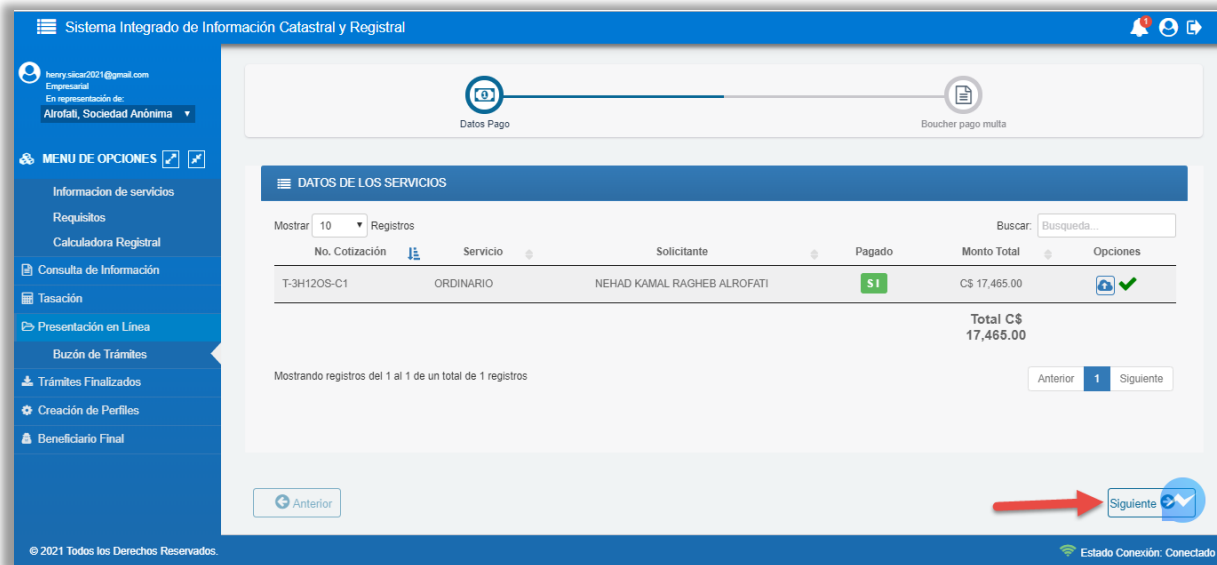 Sistema Integrado de Información Catastral y Registral
1
henry.siicar2021@gmail.com
Empresarial
En representación de:
Alrofati, Sociedad Anónima
MENU DE OPCIONES
Informacion de servicios
Requisitos
Calculadora Registral
Consulta de Información
Tasación
Presentación en Línea
Buzón de Trámites
Trámites Finalizados
Creación de Perfiles
Beneficiario Final
Datos Pago
Boucher pago multa
DATOS DE LOS SERVICIOS
Mostrar 10 Registros
Buscar: Busqueda...
No. Cotización Servicio Solicitante Pagado Monto Total Opciones
T-3H12OS-C1 ORDINARIO NEHAD KAMAL RAGHEB ALROFATI SI C$ 17,465.00
Total C$
17,465.00
Mostrando registros del 1 al 1 de un total de 1 registros
Anterior 1 Siguiente
Anterior
Siguiente
© 2021 Todos los Derechos Reservados.
Estado Conexión: Conectado